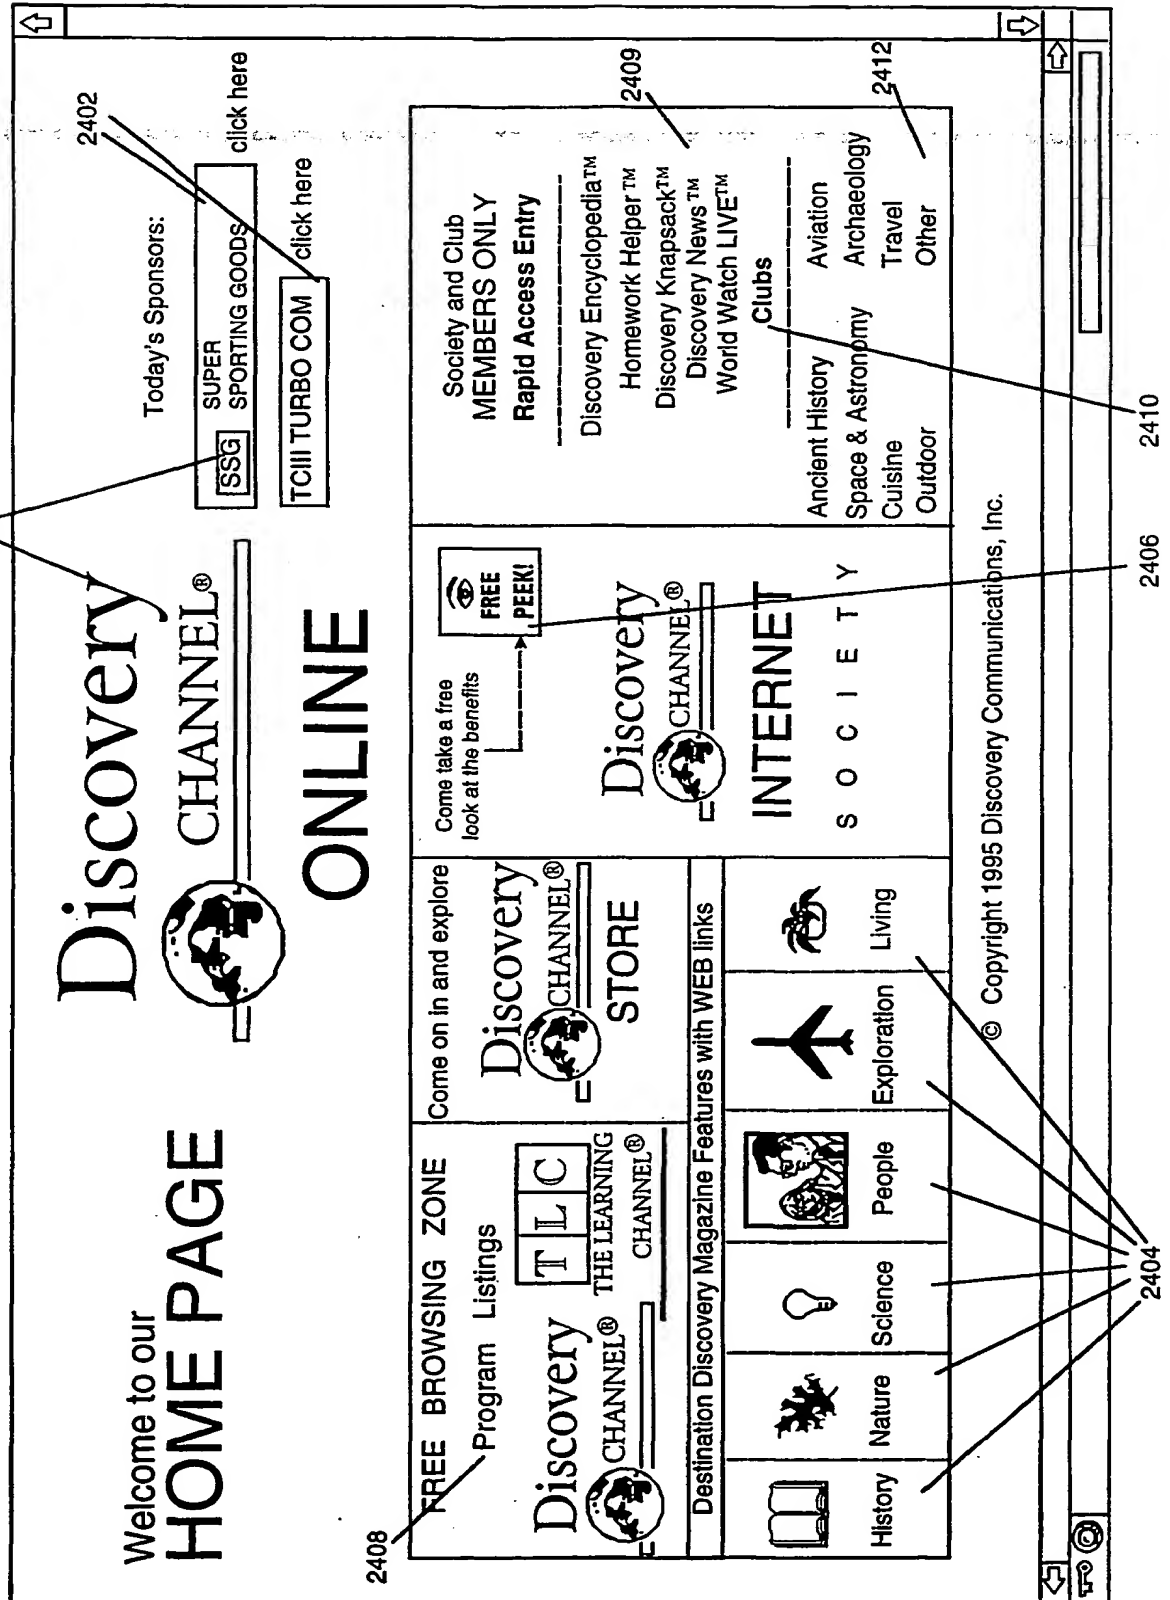 Welcome to our
HOME PAGE
Discovery
CHANNEL®
ONLINE
Today's Sponsors:
SSG
SUPER
SPORTING GOODS
click here
TCIII TURBO COM
click here
2402
2408
FREE BROWSING ZONE
Program Listings
Discovery
CHANNEL®
T L C
THE LEARNING
CHANNEL®
Come on in and explore
Discovery
CHANNEL®
STORE
Destination Discovery Magazine Features with WEB links
History
Nature
Science
People
Exploration
Living
Come take a free
look at the benefits
FREE
PEEK!
Discovery
CHANNEL®
INTERNET
SOCIETY
Society and Club
MEMBERS ONLY
Rapid Access Entry
Discovery Encyclopedia™
Homework Helper™
Discovery Knapsack™
Discovery News™
World Watch LIVE™
Clubs
Ancient History Aviation
Space & Astronomy Archaeology
Cuisine Travel
Outdoor Other
2409
2412
© Copyright 1995 Discovery Communications, Inc.
2404
2406
2410